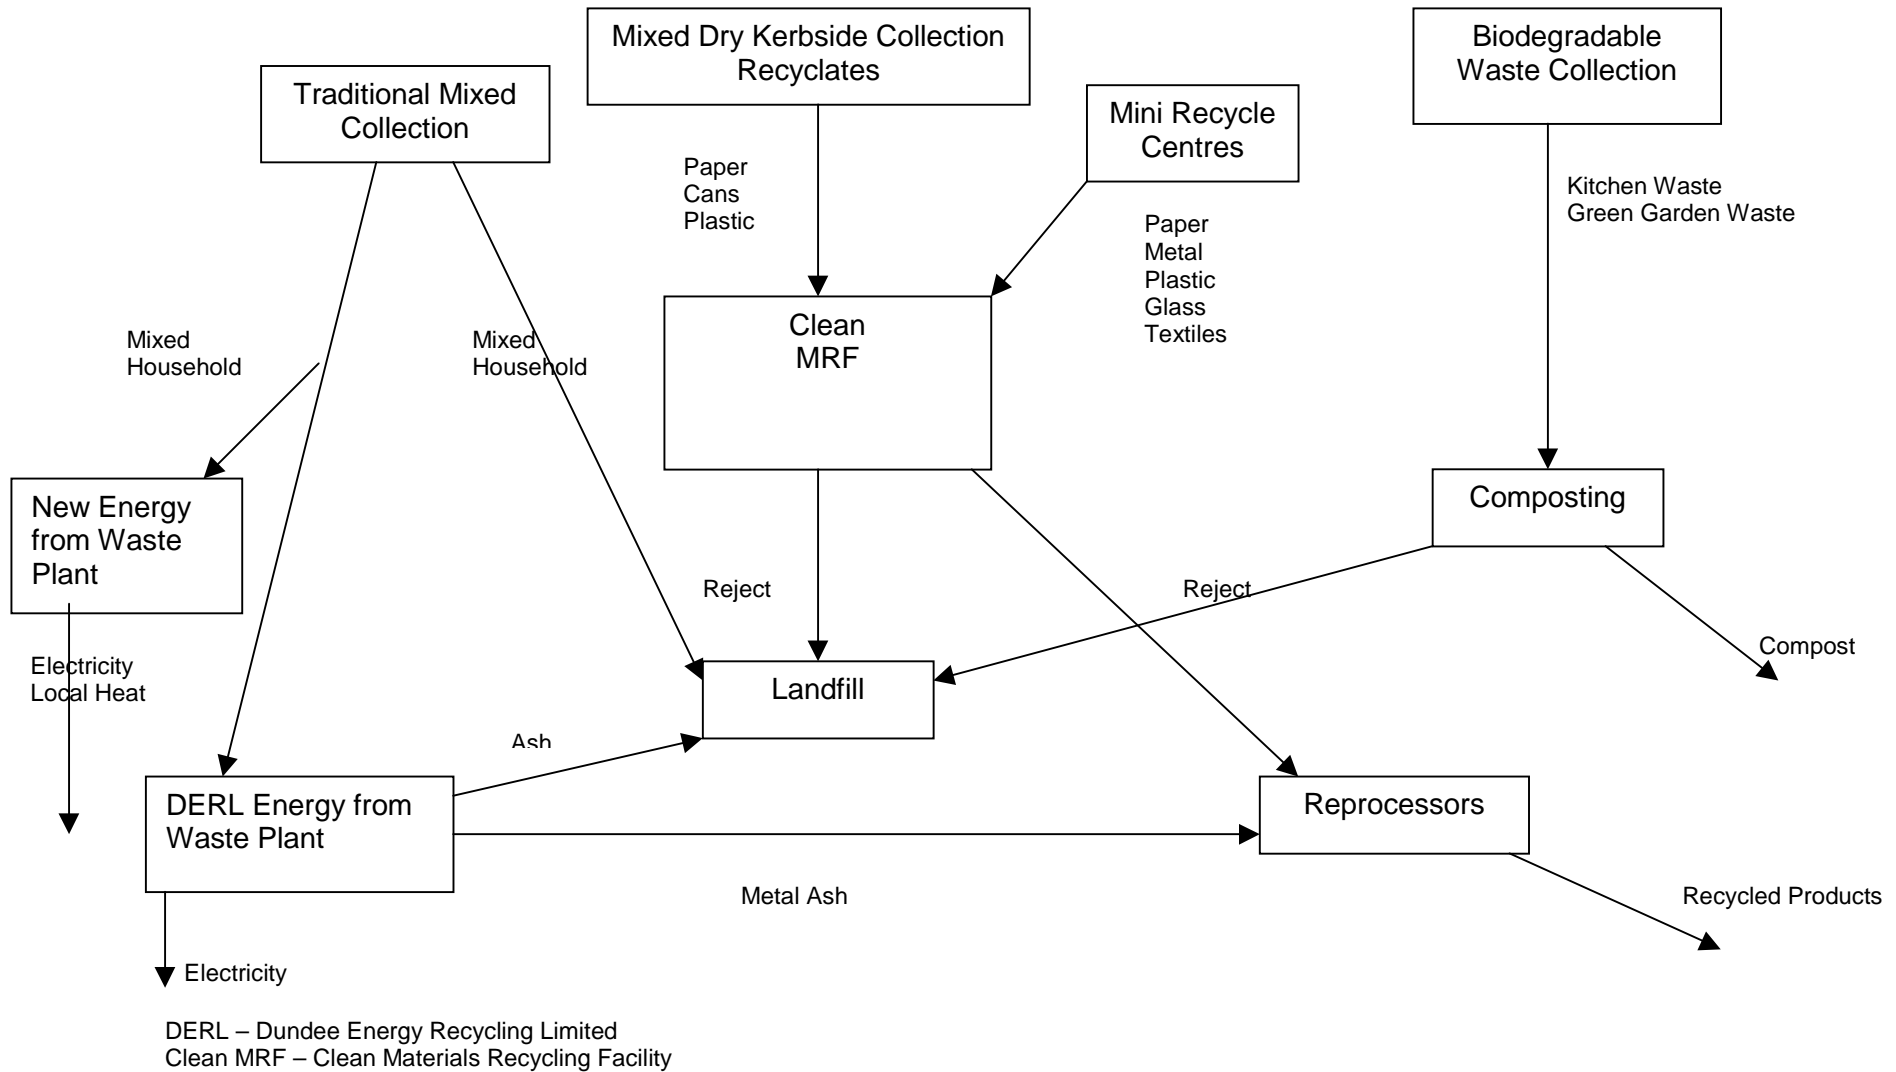 Mixed Dry Kerbside Collection
Recyclates
Biodegradable
Waste Collection
Traditional Mixed
Collection
Mini Recycle
Centres
Paper
Cans
Plastic
Kitchen Waste
Green Garden Waste
Paper
Metal
Plastic
Glass
Textiles
Clean
MRF
Mixed
Household
Mixed
Household
New Energy
from Waste
Plant
Composting
Reject
Reject
Electricity
Local Heat
Compost
Landfill
Ash
DERL Energy from
Waste Plant
Reprocessors
Metal Ash
Recycled Products
Electricity
DERL – Dundee Energy Recycling Limited
Clean MRF – Clean Materials Recycling Facility